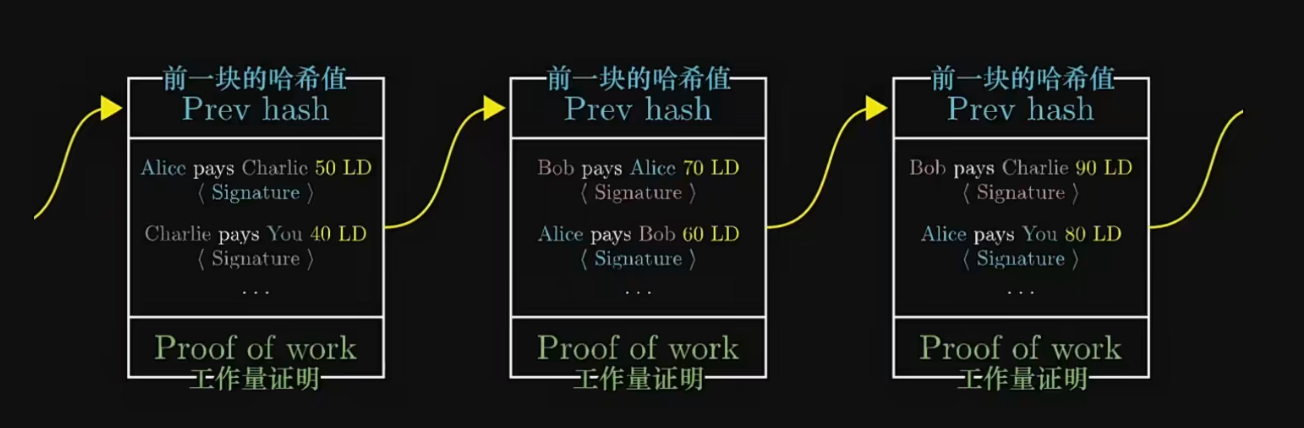 前一块的哈希值
Prev hash
Alice pays Charlie 50 LD
⟨ Signature ⟩
Charlie pays You 40 LD
⟨ Signature ⟩
...
Proof of work
工作量证明
前一块的哈希值
Prev hash
Bob pays Alice 70 LD
⟨ Signature ⟩
Alice pays Bob 60 LD
⟨ Signature ⟩
...
Proof of work
工作量证明
前一块的哈希值
Prev hash
Bob pays Charlie 90 LD
⟨ Signature ⟩
Alice pays You 80 LD
⟨ Signature ⟩
...
Proof of work
工作量证明